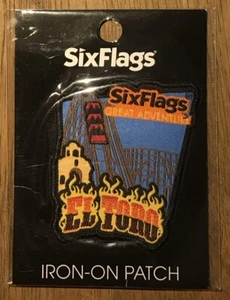 SixFlags
SixFlags
GREAT ADVENTURE
EL TORO
IRON-ON PATCH